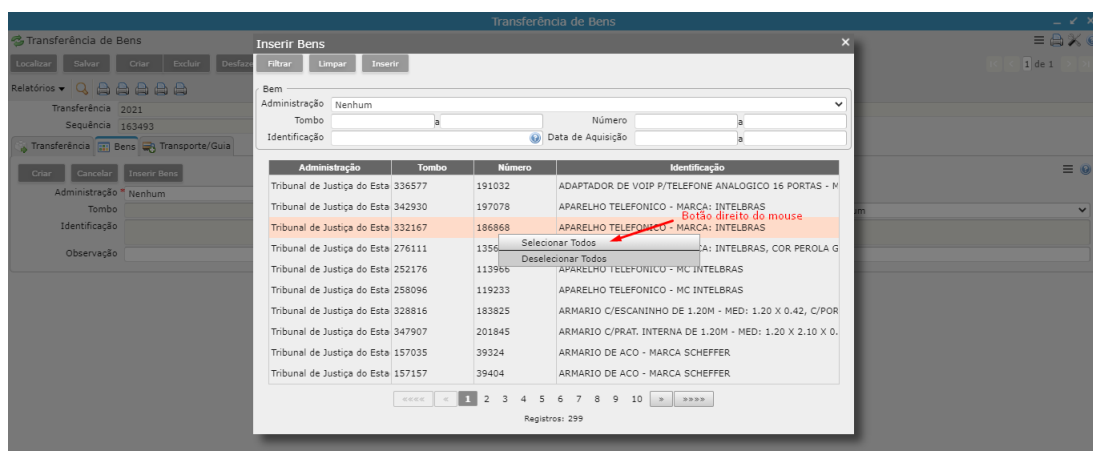 Transferência de Bens
Transferência de Bens
Localizar Salvar Criar Excluir Desfaze
1 de 1
Relatórios
Transferência 2021
Sequência 163493
Transferência Bens Transporte/Guia
Criar Cancelar Inserir Bens
Administração * Nenhum
Tombo
Identificação
Observação
Inserir Bens
Filtrar Limpar Inserir
Bem
Administração Nenhum
Tombo a Número a
Identificação Data de Aquisição a
Administração Tombo Número Identificação
Tribunal de Justiça do Esta 336577 191032 ADAPTADOR DE VOIP P/TELEFONE ANALOGICO 16 PORTAS - M
Tribunal de Justiça do Esta 342930 197078 APARELHO TELEFONICO - MARCA: INTELBRAS
Botão direito do mouse
Tribunal de Justiça do Esta 332167 186868 APARELHO TELEFONICO - MARCA: INTELBRAS
Selecionar Todos
Tribunal de Justiça do Esta 276111 1356 CA: INTELBRAS, COR PEROLA G
Deselecionar Todos
Tribunal de Justiça do Esta 252176 113966 APARELHO TELEFONICO - MC INTELBRAS
Tribunal de Justiça do Esta 258096 119233 APARELHO TELEFONICO - MC INTELBRAS
Tribunal de Justiça do Esta 328816 183825 ARMARIO C/ESCANINHO DE 1.20M - MED: 1.20 X 0.42, C/POR
Tribunal de Justiça do Esta 347907 201845 ARMARIO C/PRAT. INTERNA DE 1.20M - MED: 1.20 X 2.10 X 0.
Tribunal de Justiça do Esta 157035 39324 ARMARIO DE ACO - MARCA SCHEFFER
Tribunal de Justiça do Esta 157157 39404 ARMARIO DE ACO - MARCA SCHEFFER
«««« « 1 2 3 4 5 6 7 8 9 10 » »»»»
Registros: 299